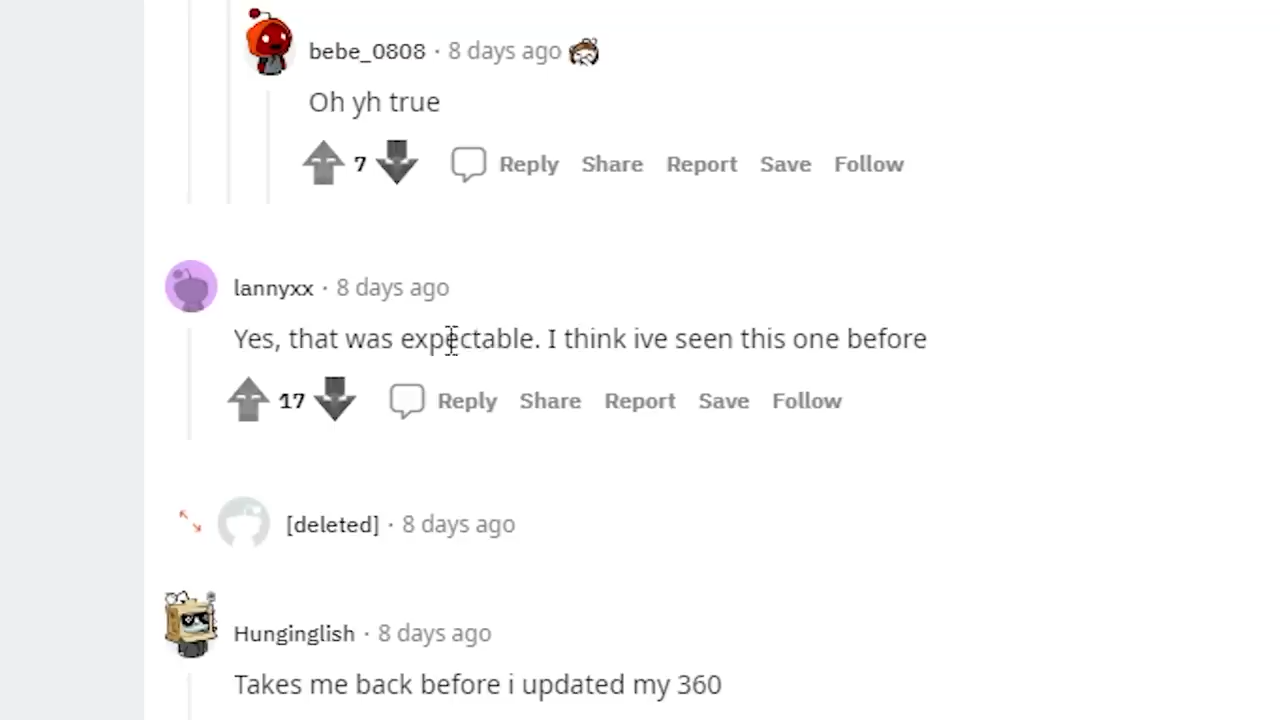 bebe_0808 · 8 days ago
Oh yh true
7 Reply Share Report Save Follow
lannyxx · 8 days ago
Yes, that was expectable. I think ive seen this one before
17 Reply Share Report Save Follow
[deleted] · 8 days ago
Hunginglish · 8 days ago
Takes me back before i updated my 360